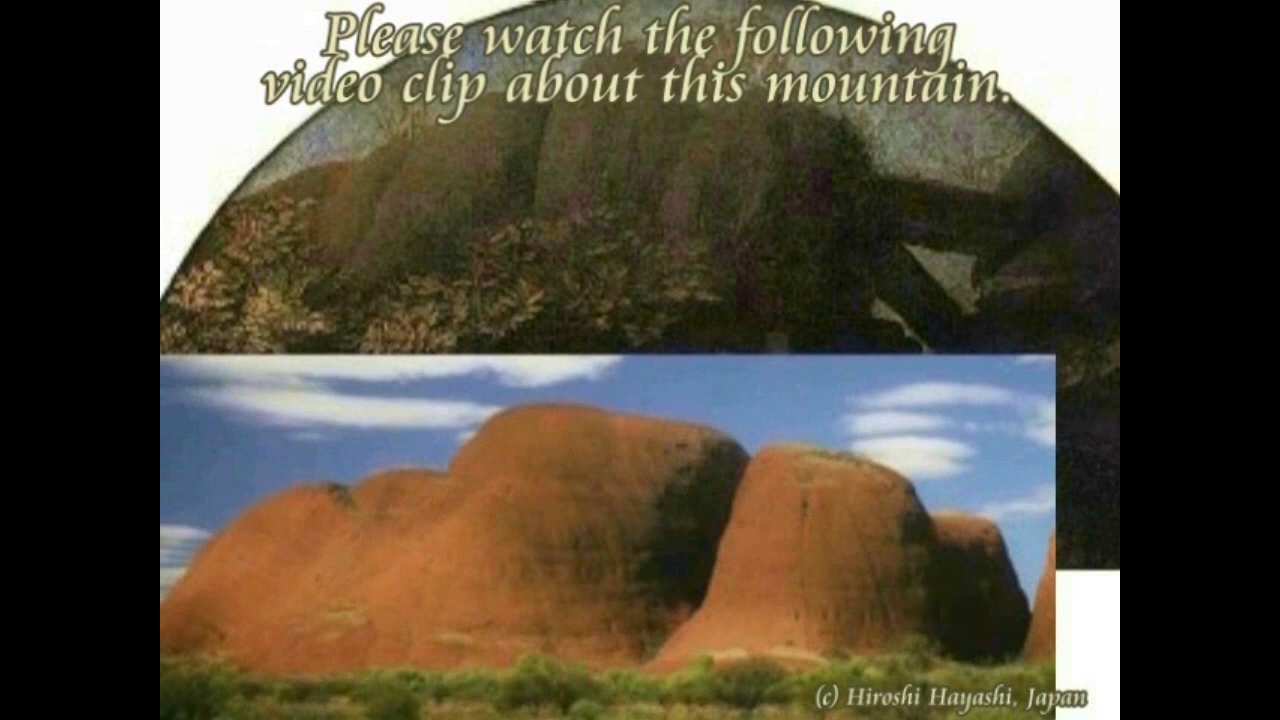 Please watch the following
video clip about this mountain.
(c) Hiroshi Hayashi, Japan